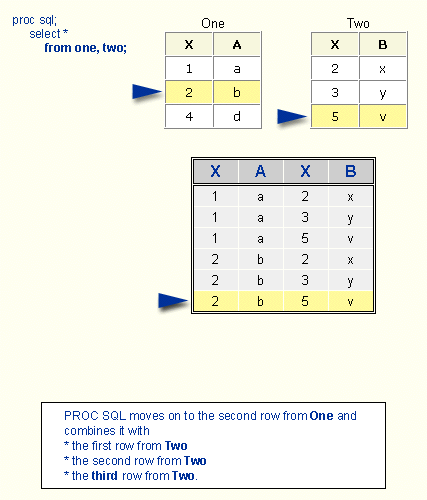 proc sql;
select *
from one, two;
One
X A
1 a
2 b
4 d
Two
X B
2 x
3 y
5 v
X A X B
1 a 2 x
1 a 3 y
1 a 5 v
2 b 2 x
2 b 3 y
2 b 5 v
PROC SQL moves on to the second row from One and
combines it with
* the first row from Two
* the second row from Two
* the third row from Two.